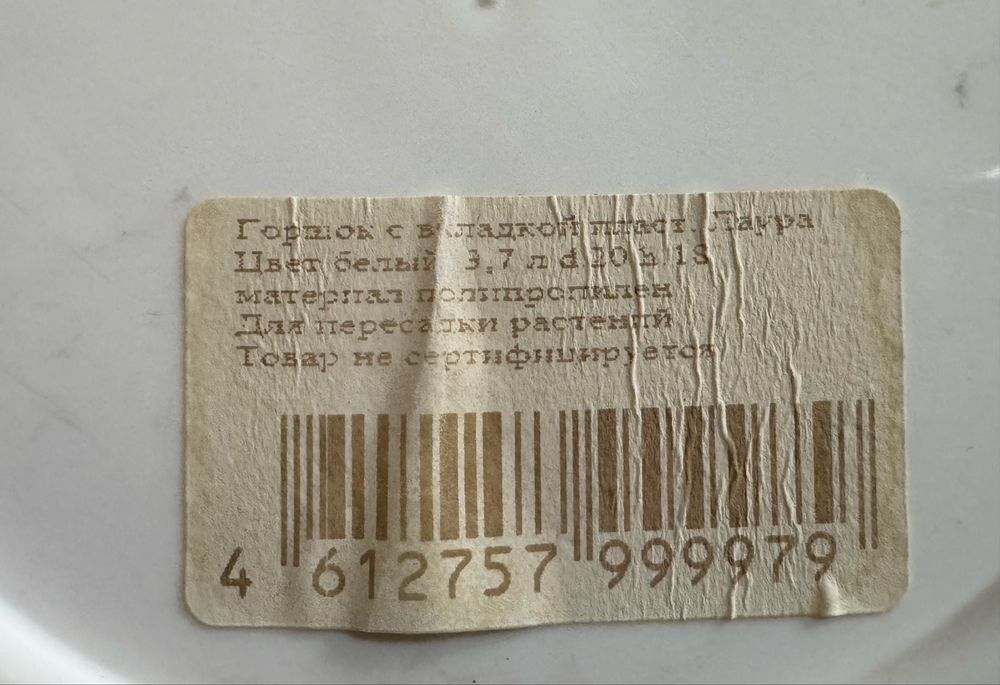 Горшок с вкладкой пласт. Лаура
Цвет белый 3,7 л d 20 h 18
материал полипропилен
Для пересадки растений
Товар не сертифицируется
4 612757 999979